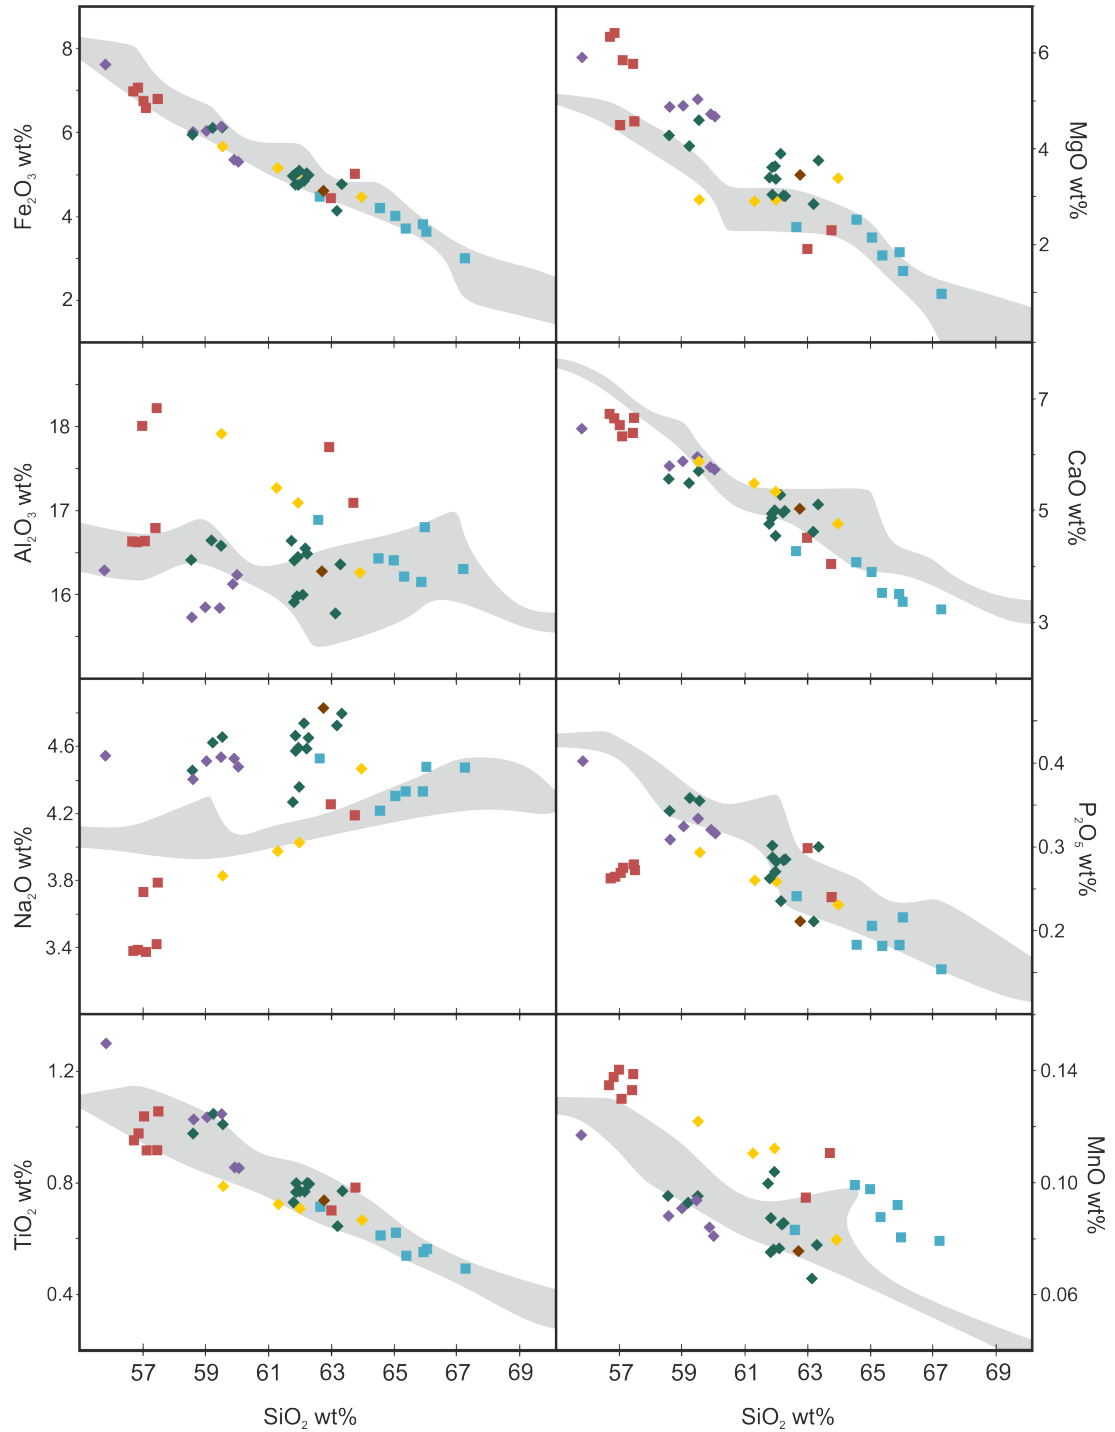 8
6
4
2
Fe₂O₃ wt%
6
4
2
MgO wt%
18
17
16
Al₂O₃ wt%
7
5
3
CaO wt%
4.6
4.2
3.8
3.4
Na₂O wt%
0.4
0.3
0.2
P₂O₅ wt%
1.2
1.0
0.8
0.4
TiO₂ wt%
0.14
0.10
0.06
MnO wt%
57 59 61 63 65 67 69
57 59 61 63 65 67 69
SiO₂ wt%
SiO₂ wt%